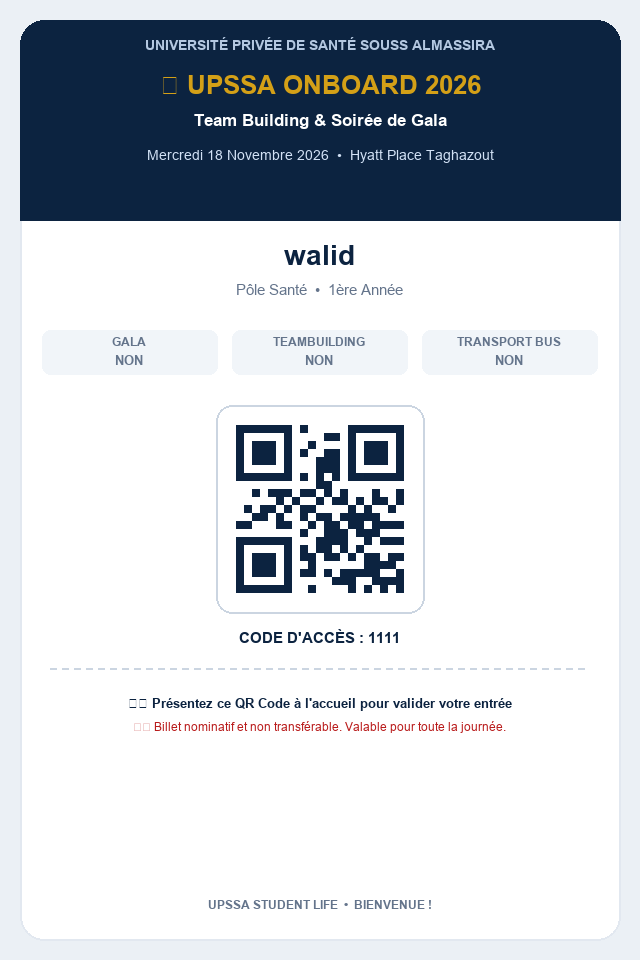 UNIVERSITÉ PRIVÉE DE SANTÉ SOUSS ALMASSIRA
UPSSA ONBOARD 2026
Team Building & Soirée de Gala
Mercredi 18 Novembre 2026 • Hyatt Place Taghazout
walid
Pôle Santé • 1ère Année
GALA
NON
TEAMBUILDING
NON
TRANSPORT BUS
NON
CODE D'ACCÈS : 1111
Présentez ce QR Code à l'accueil pour valider votre entrée
Billet nominatif et non transférable. Valable pour toute la journée.
UPSSA STUDENT LIFE • BIENVENUE !